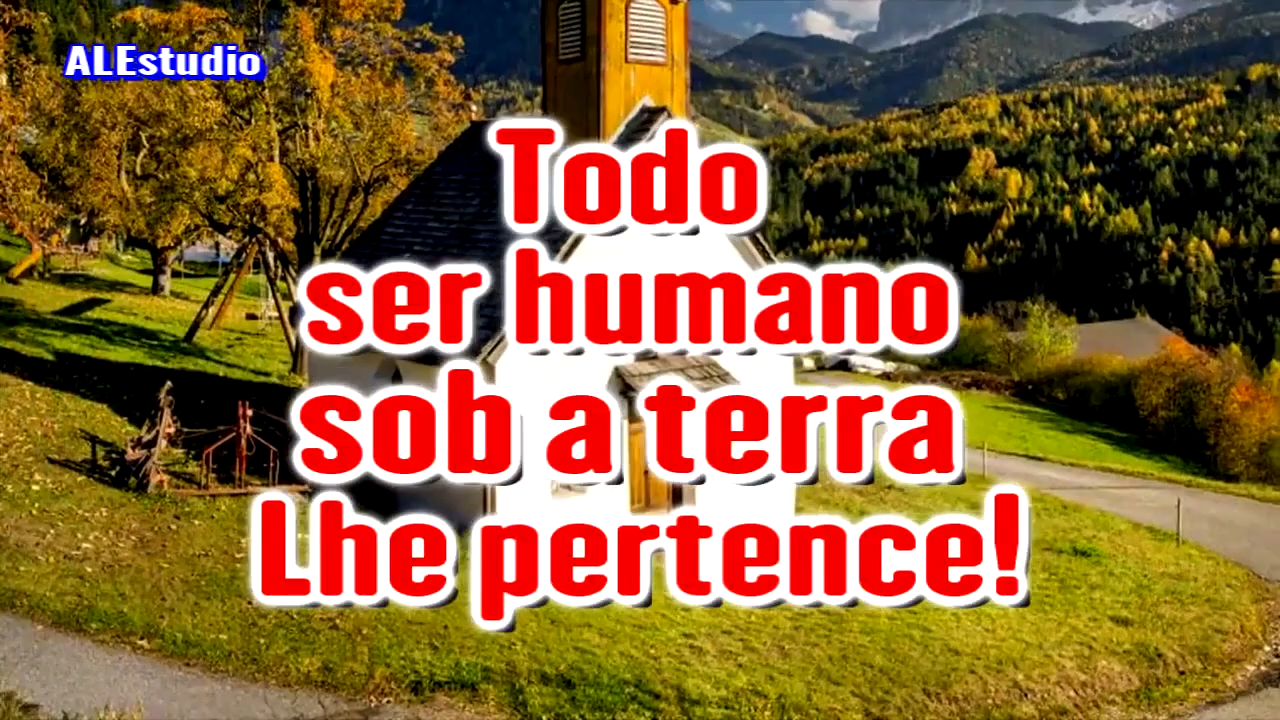 ALEstudio
Todo
ser humano
sob a terra
Lhe pertence!